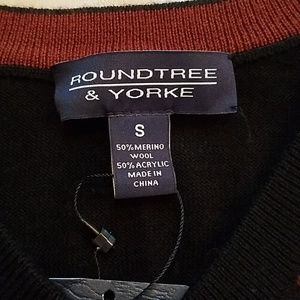 ROUNDTREE
& YORKE
S
50% MERINO
WOOL
50% ACRYLIC
MADE IN
CHINA